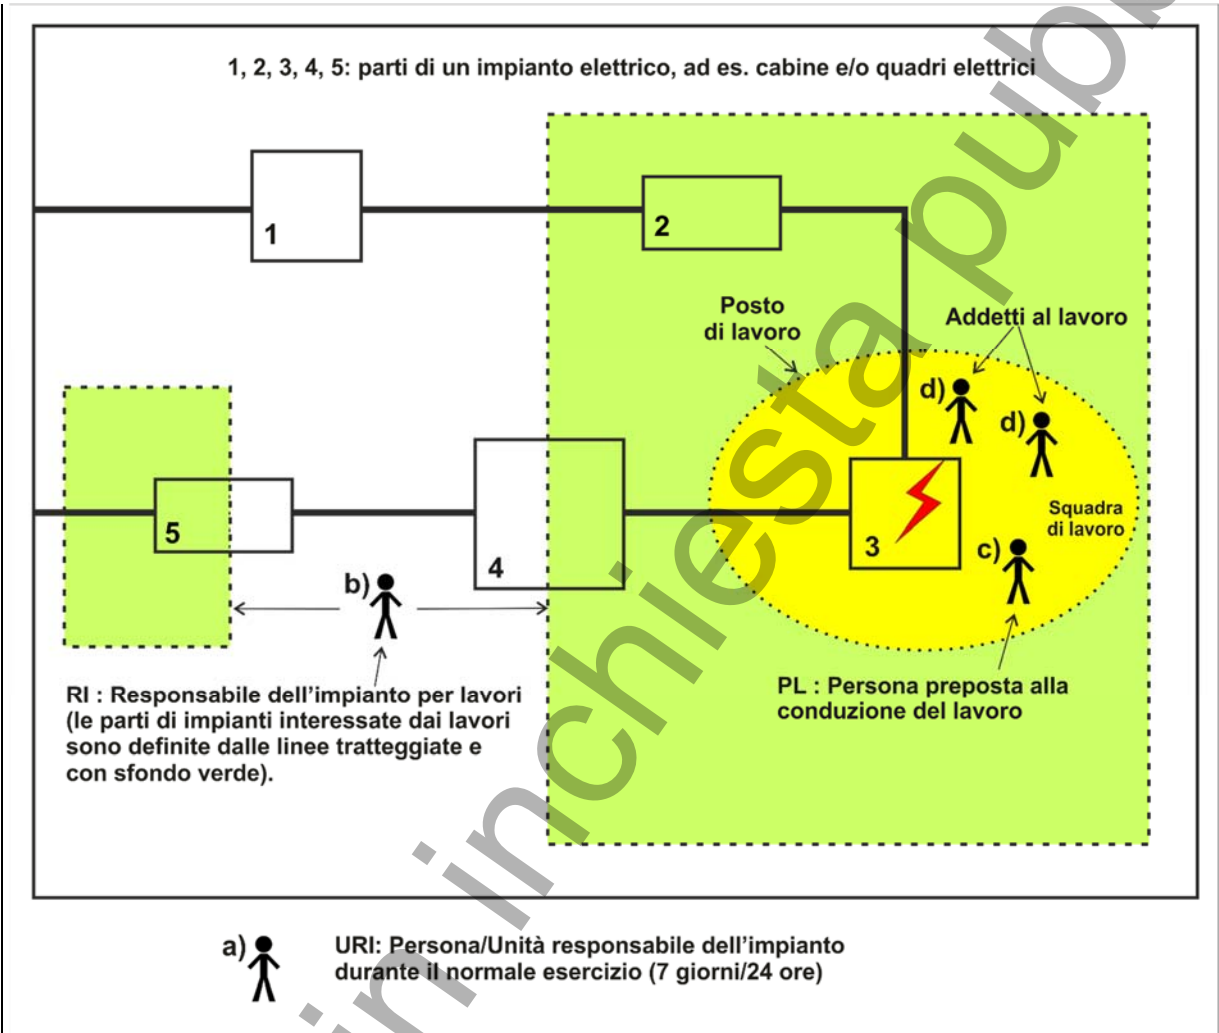 1, 2, 3, 4, 5: parti di un impianto elettrico, ad es. cabine e/o quadri elettrici
1
2
Posto
di lavoro
Addetti al lavoro
d)
d)
Squadra
di lavoro
3
c)
5
4
b)
RI : Responsabile dell'impianto per lavori
(le parti di impianti interessate dai lavori
sono definite dalle linee tratteggiate e
con sfondo verde).
PL : Persona preposta alla
conduzione del lavoro
a)
URI: Persona/Unità responsabile dell'impianto
durante il normale esercizio (7 giorni/24 ore)
in inchiesta